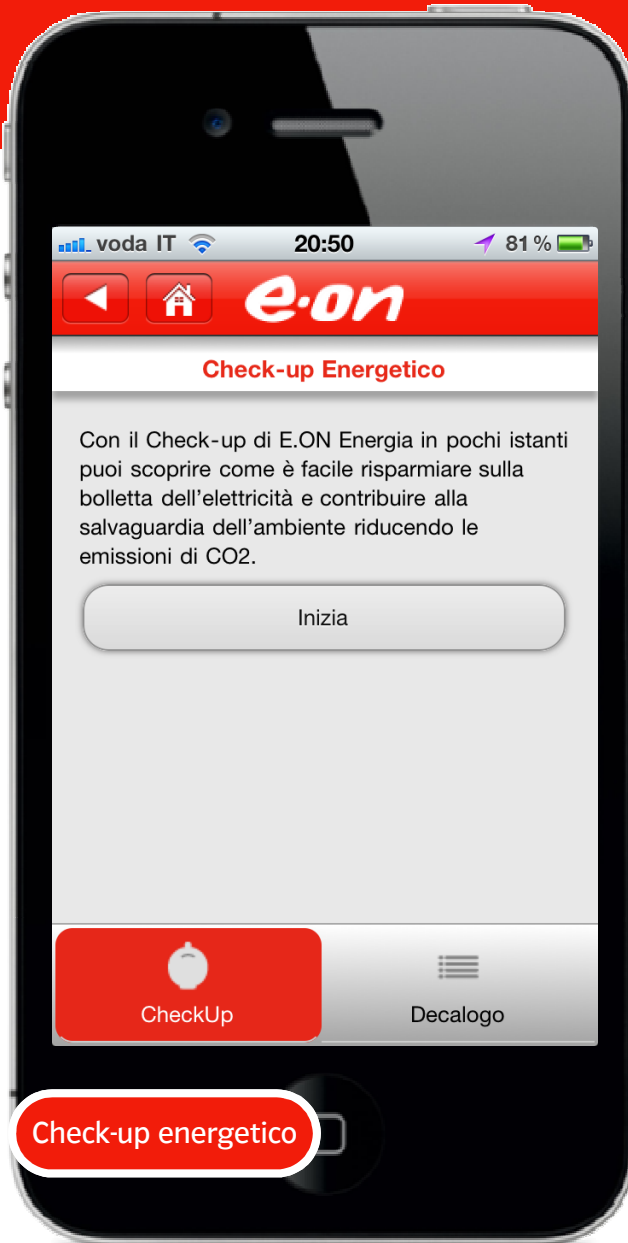 voda IT 20:50 81 %
e·on
Check-up Energetico
Con il Check-up di E.ON Energia in pochi istanti
puoi scoprire come è facile risparmiare sulla
bolletta dell’elettricità e contribuire alla
salvaguardia dell’ambiente riducendo le
emissioni di CO2.
Inizia
CheckUp Decalogo
Check-up energetico